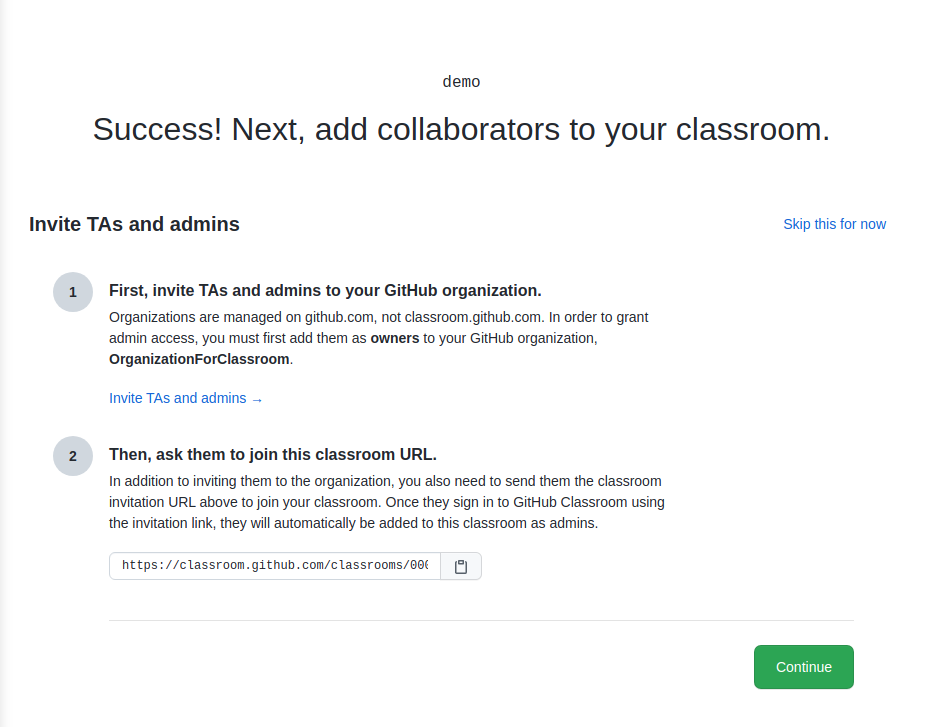 demo
Success! Next, add collaborators to your classroom.
Invite TAs and admins
Skip this for now
1
First, invite TAs and admins to your GitHub organization.
Organizations are managed on github.com, not classroom.github.com. In order to grant
admin access, you must first add them as owners to your GitHub organization,
OrganizationForClassroom.
Invite TAs and admins →
2
Then, ask them to join this classroom URL.
In addition to inviting them to the organization, you also need to send them the classroom
invitation URL above to join your classroom. Once they sign in to GitHub Classroom using
the invitation link, they will automatically be added to this classroom as admins.
https://classroom.github.com/classrooms/000
Continue